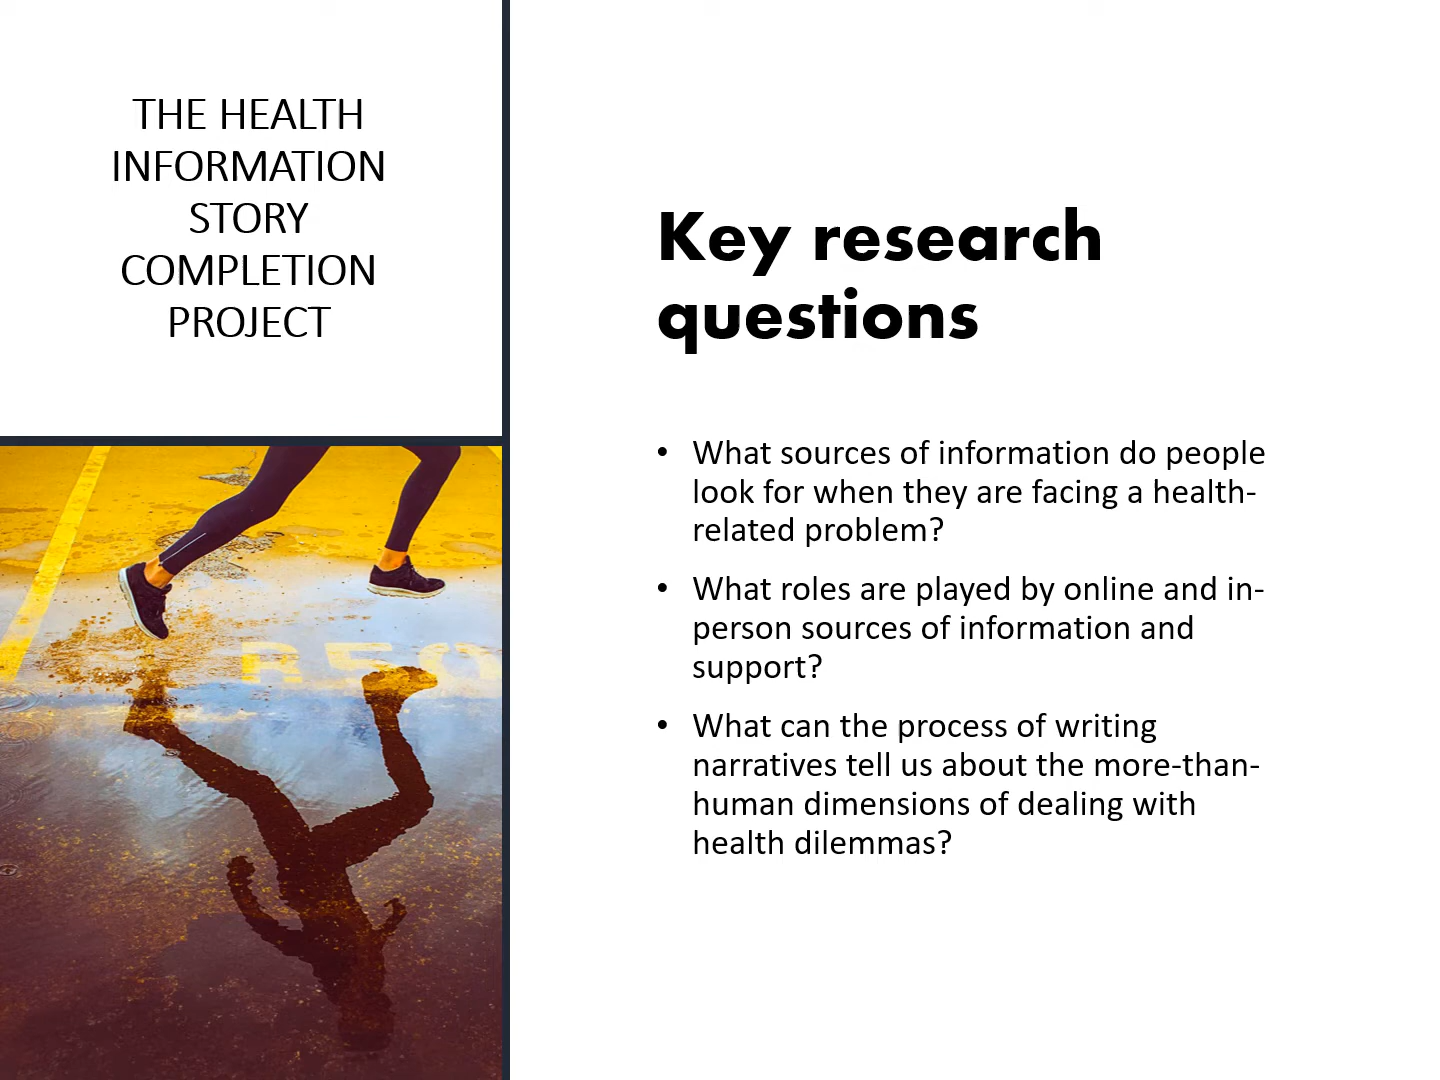 THE HEALTH
INFORMATION
STORY
COMPLETION
PROJECT
Key research
questions
• What sources of information do people
look for when they are facing a health-
related problem?
• What roles are played by online and in-
person sources of information and
support?
• What can the process of writing
narratives tell us about the more-than-
human dimensions of dealing with
health dilemmas?